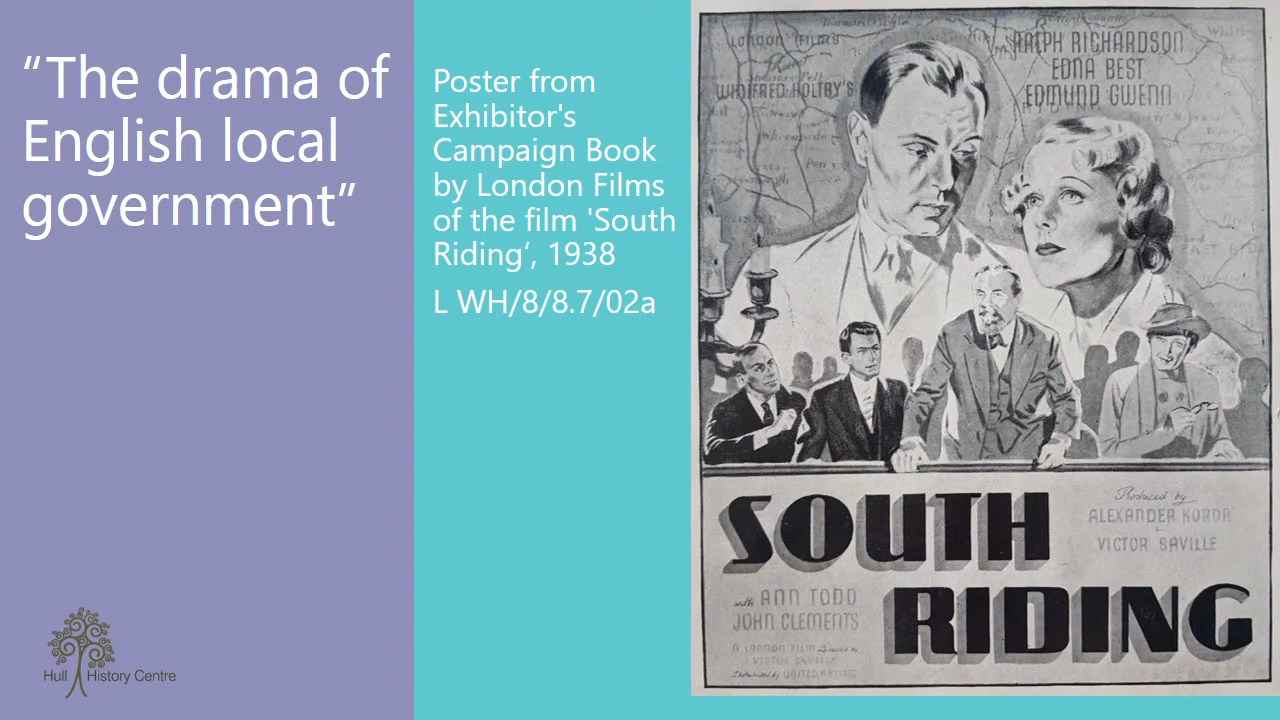 “The drama of
English local
government”
Poster from
Exhibitor's
Campaign Book
by London Films
of the film 'South
Riding‘, 1938
L WH/8/8.7/02a
LONDON FILMS
WINIFRED HOLTBY'S
RALPH RICHARDSON
EDNA BEST
EDMUND GWENN
SOUTH
RIDING
Produced by
ALEXANDER KORDA
&
VICTOR SAVILLE
with ANN TODD
JOHN CLEMENTS
A LONDON FILM Directed by
VICTOR SAVILLE
Distributed by UNITED ARTISTS
Hull History Centre